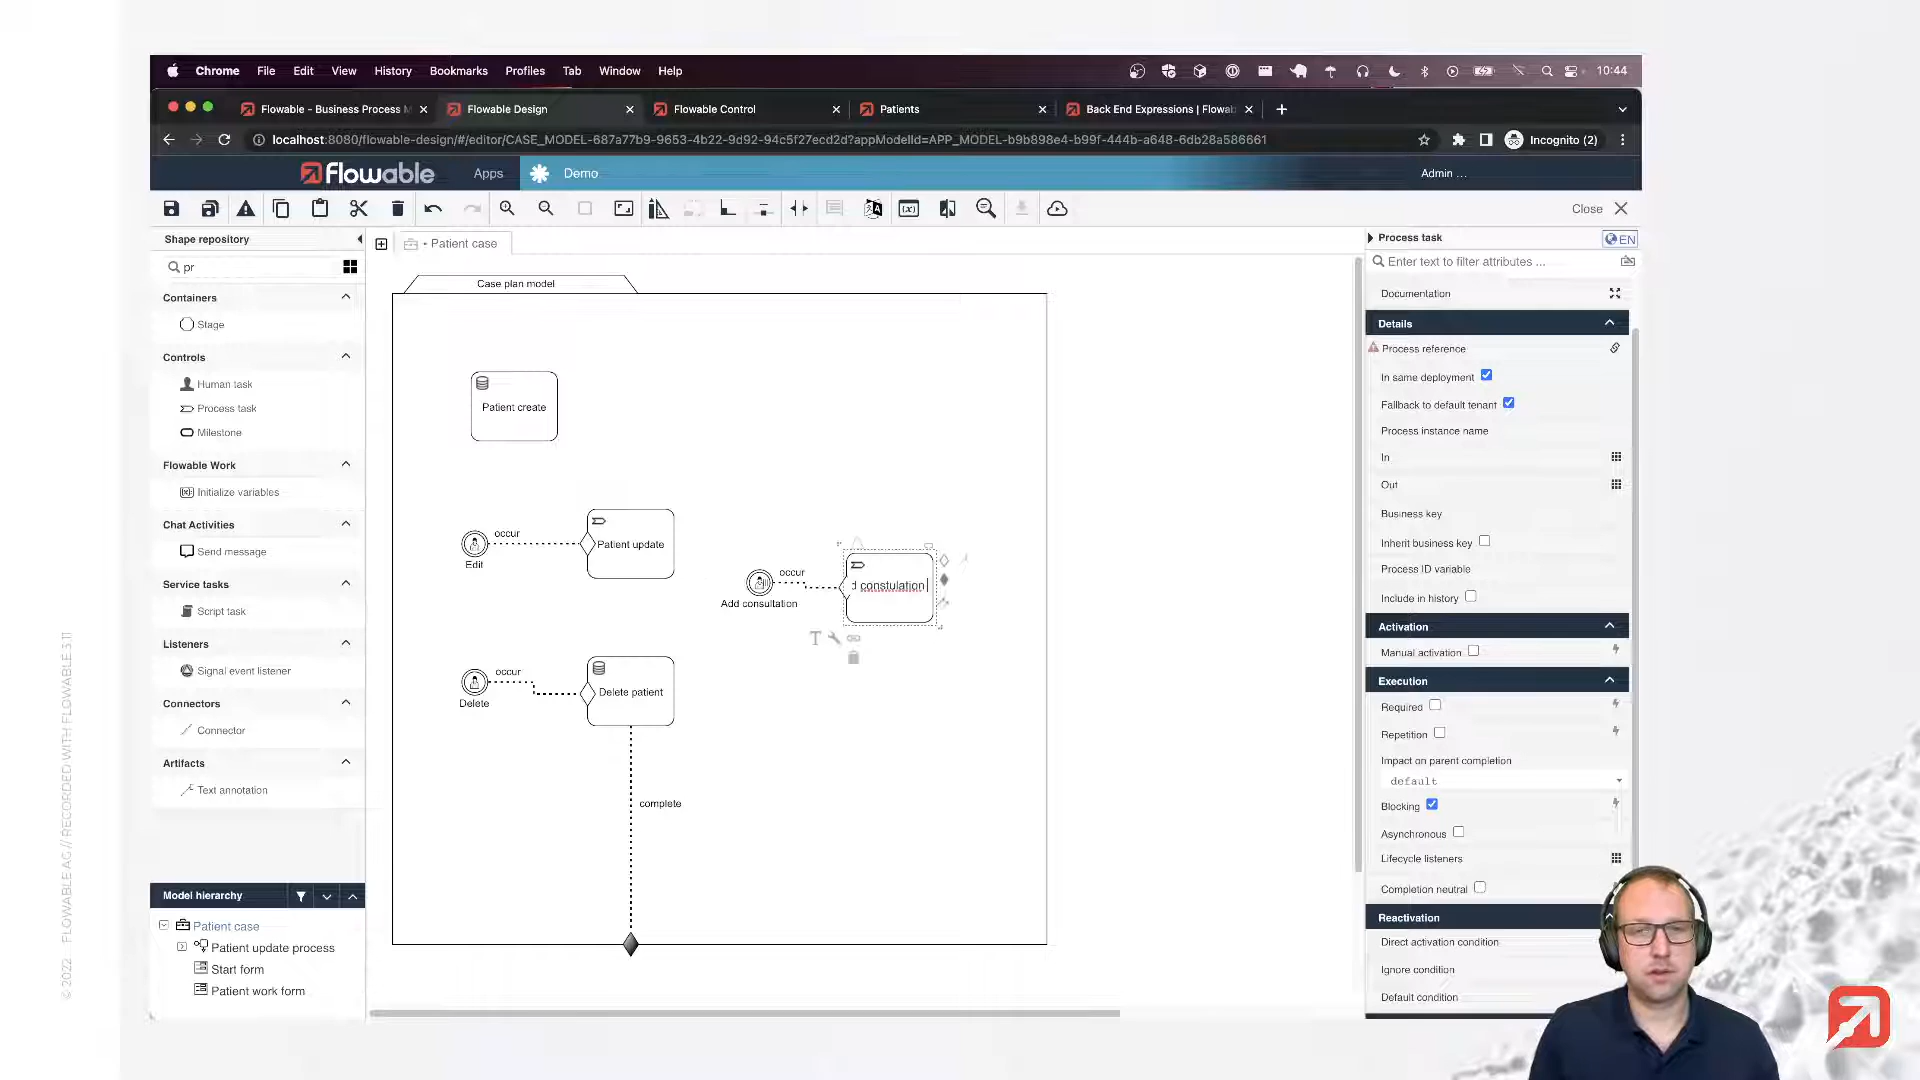 Chrome File Edit View History Bookmarks Profiles Tab Window Help 10:44
Flowable - Business Process M
Flowable Design
Flowable Control
Patients
Back End Expressions | Flowab
localhost:8080/flowable-design/#/editor/CASE_MODEL-687a77b9-9653-4b22-9d92-94c5f27ecd2d?appModelId=APP_MODEL-b9b898e4-b99f-444b-a648-6db28a586661
Incognito (2)
Flowable Apps Demo Admin ...
Close
Shape repository
pr
Containers
Stage
Controls
Human task
Process task
Milestone
Flowable Work
Initialize variables
Chat Activities
Send message
Service tasks
Script task
Listeners
Signal event listener
Connectors
Connector
Artifacts
Text annotation
Model hierarchy
Patient case
Patient update process
Start form
Patient work form
• Patient case
Case plan model
Patient create
occur
Edit
Patient update
occur
Add consultation
d constulation
occur
Delete
Delete patient
complete
Process task
EN
Enter text to filter attributes ...
Documentation
Details
Process reference
In same deployment
Fallback to default tenant
Process instance name
In
Out
Business key
Inherit business key
Process ID variable
Include in history
Activation
Manual activation
Execution
Required
Repetition
Impact on parent completion
default
Blocking
Asynchronous
Lifecycle listeners
Completion neutral
Reactivation
Direct activation condition
Ignore condition
Default condition
© 2022 FLOWABLE AG // RECORDED WITH FLOWABLE 3.11